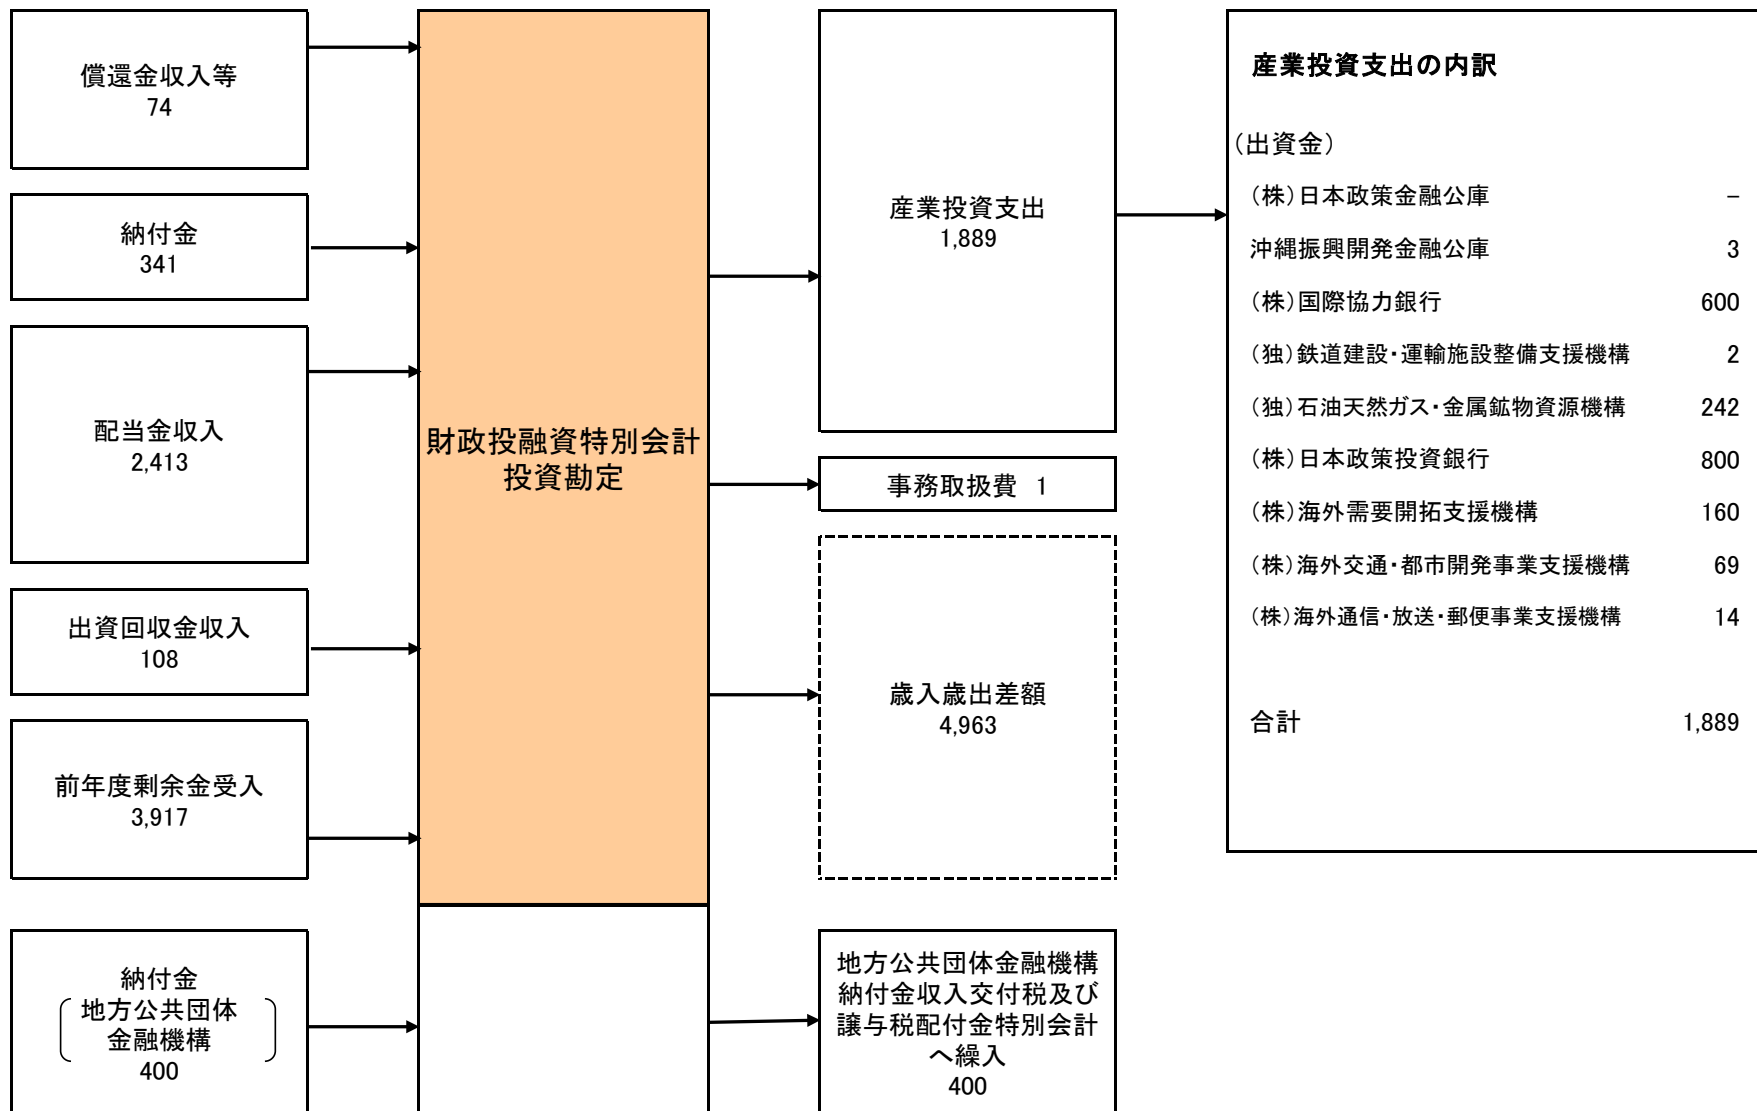 償還金収入等
74
納付金
341
配当金収入
2,413
出資回収金収入
108
前年度剰余金受入
3,917
納付金
地方公共団体
金融機構
400
財政投融資特別会計
投資勘定
産業投資支出
1,889
事務取扱費 1
歳入歳出差額
4,963
地方公共団体金融機構
納付金収入交付税及び
譲与税配付金特別会計
へ繰入
400
産業投資支出の内訳
(出資金)
(株)日本政策金融公庫 -
沖縄振興開発金融公庫 3
(株)国際協力銀行 600
(独)鉄道建設・運輸施設整備支援機構 2
(独)石油天然ガス・金属鉱物資源機構 242
(株)日本政策投資銀行 800
(株)海外需要開拓支援機構 160
(株)海外交通・都市開発事業支援機構 69
(株)海外通信・放送・郵便事業支援機構 14
合計 1,889